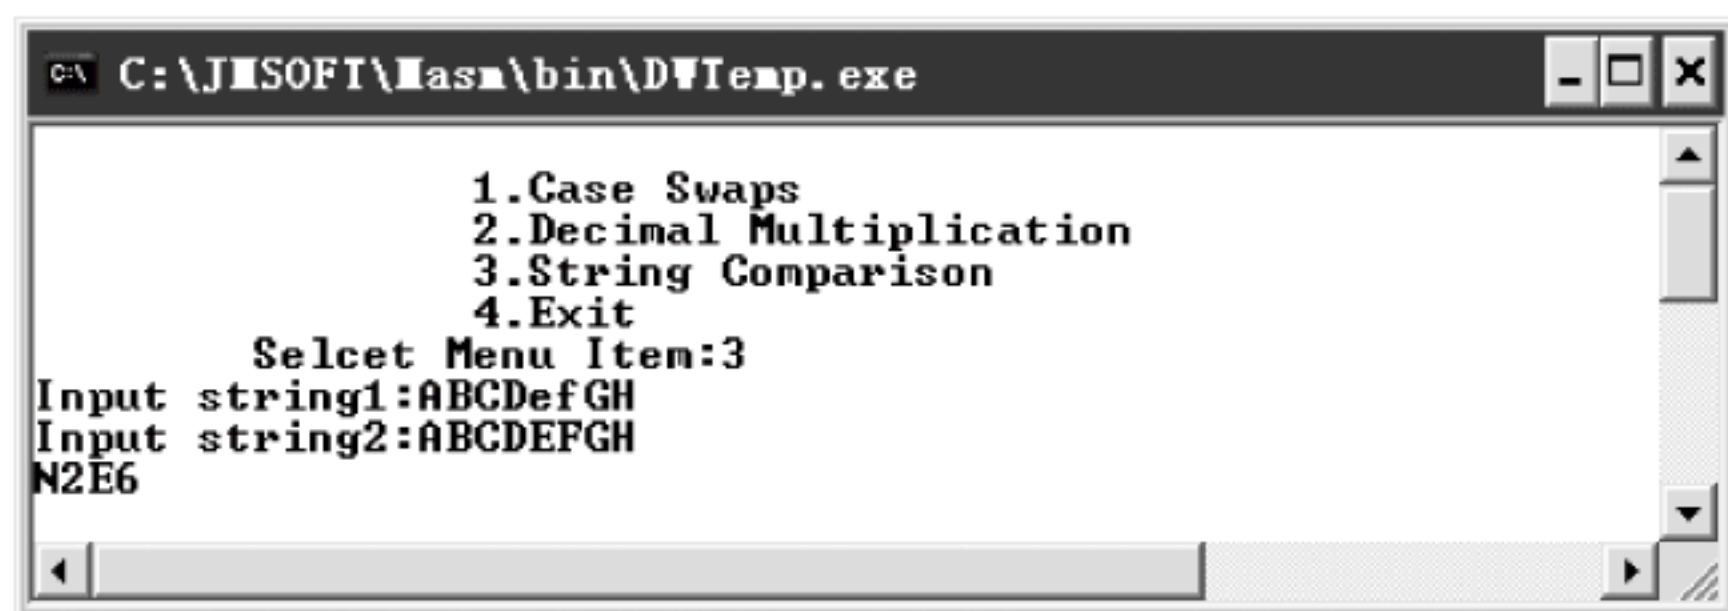 C:\JMSOFT\Masm\bin\DWTemp.exe
1.Case Swaps
2.Decimal Multiplication
3.String Comparison
4.Exit
Selcet Menu Item:3
Input string1:ABCDefGH
Input string2:ABCDEFGH
N2E6